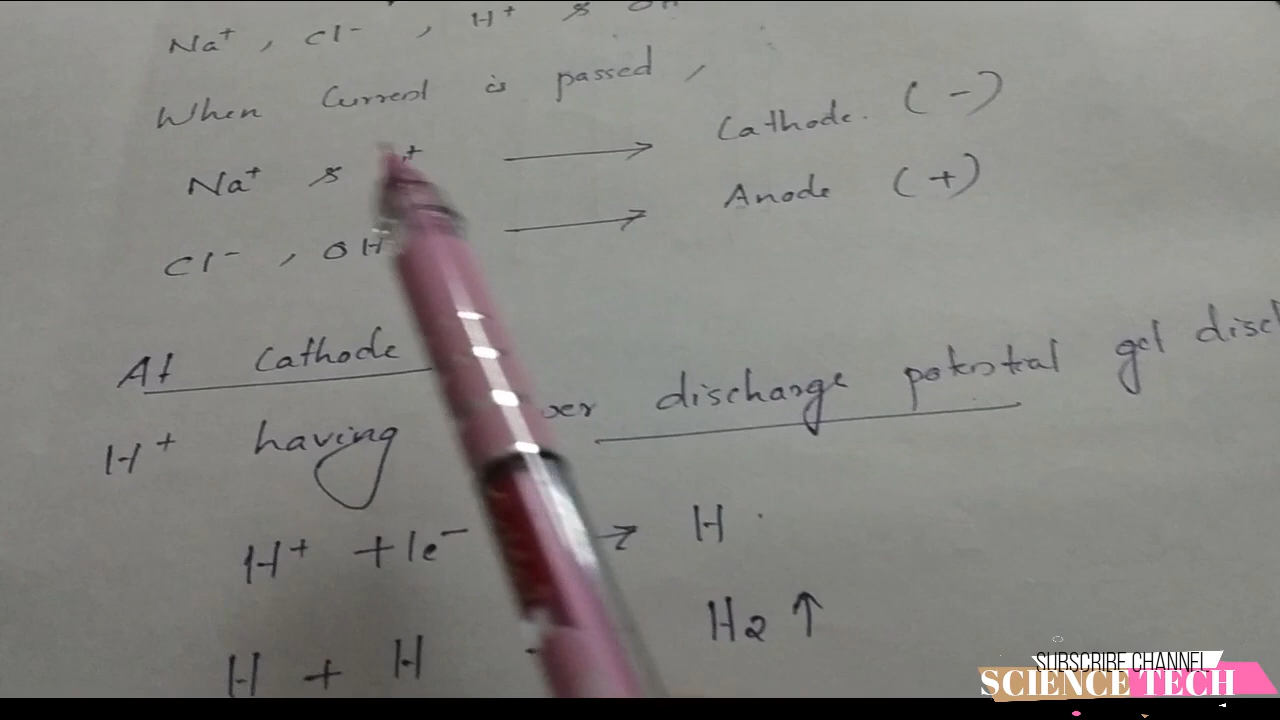 Na⁺ , Cl⁻ , H⁺ &
When Current is passed ,
Na⁺ & ⁺ ⟶ Cathode. (-)
Cl⁻ , OH ⟶ Anode (+)
At Cathode
H⁺ having discharge potential get
H⁺ + 1e⁻ → H
H + H H₂ ↑
SUBSCRIBE CHANNEL
SCIENCE TECH